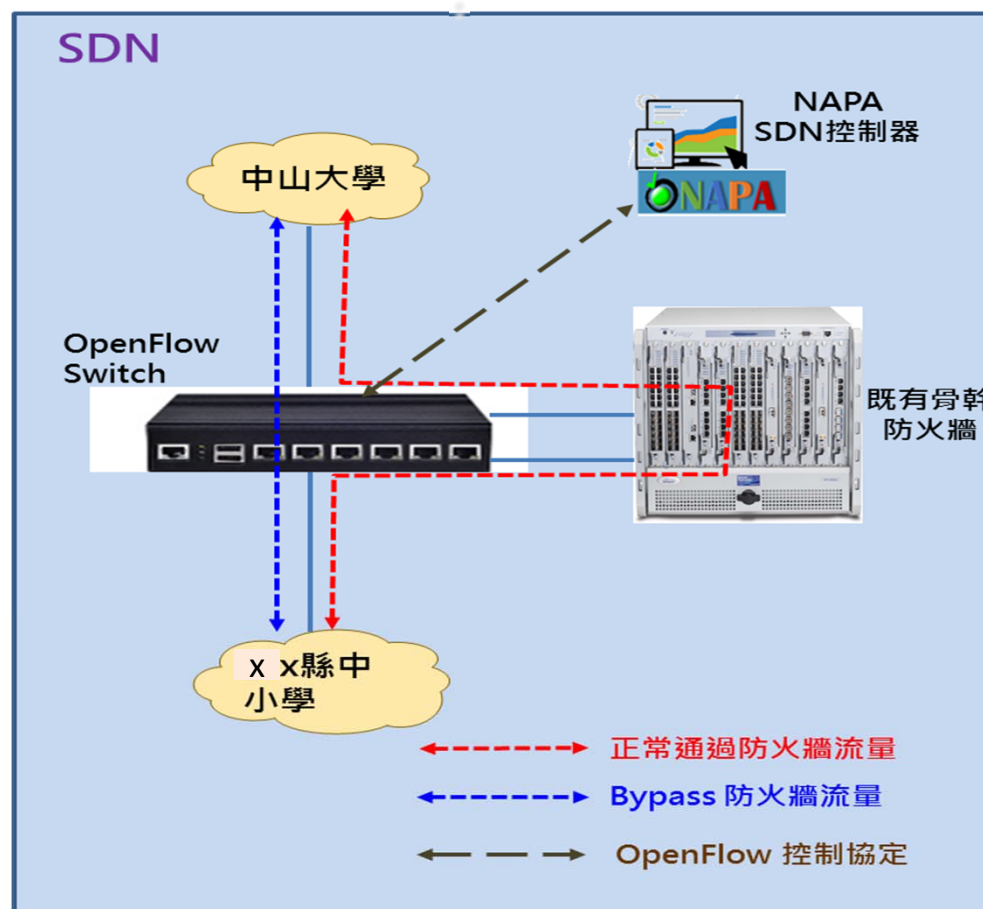 SDN
中山大學
NAPA
SDN控制器
NAPA
OpenFlow
Switch
既有骨幹
防火牆
X x縣中
小學
正常通過防火牆流量
Bypass 防火牆流量
OpenFlow 控制協定